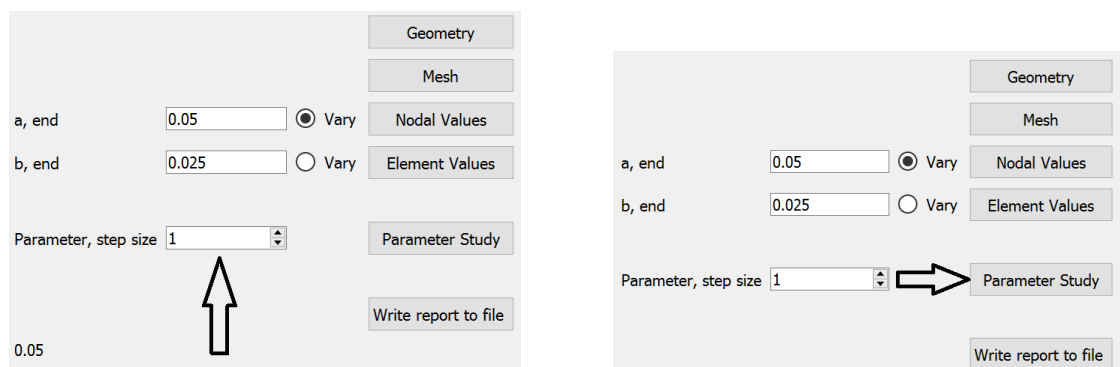 Geometry
Mesh
a, end 0.05 Vary Nodal Values
b, end 0.025 Vary Element Values
Parameter, step size 1 Parameter Study
Write report to file
0.05
Geometry
Mesh
a, end 0.05 Vary Nodal Values
b, end 0.025 Vary Element Values
Parameter, step size 1 Parameter Study
Write report to file